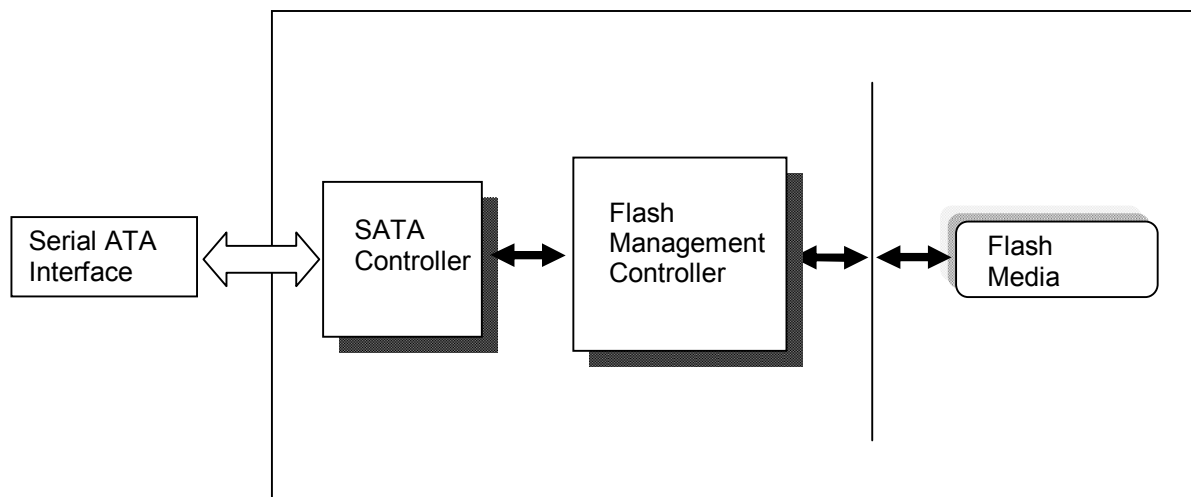 Serial ATA
Interface
SATA
Controller
Flash
Management
Controller
Flash
Media